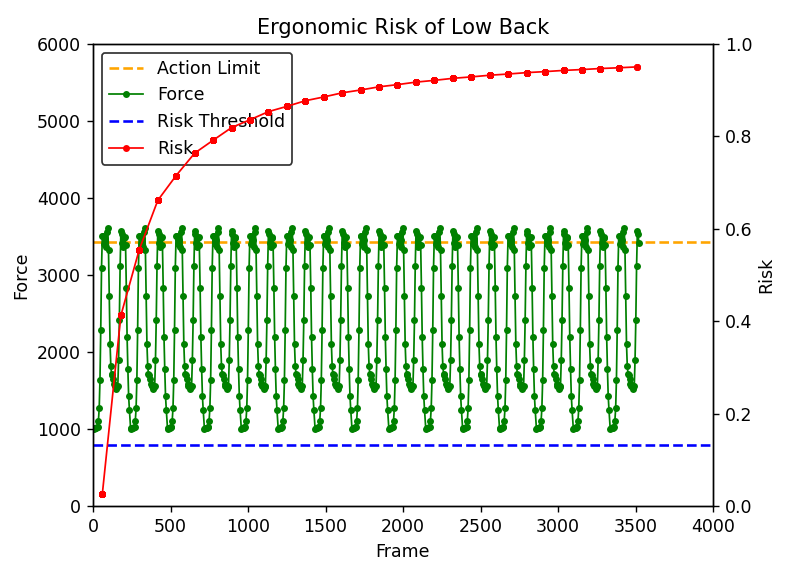 Ergonomic Risk of Low Back
6000
5000
4000
3000
2000
1000
0
Force
1.0
0.8
0.6
0.4
0.2
0.0
Risk
Action Limit
Force
Risk Threshold
Risk
0 500 1000 1500 2000 2500 3000 3500 4000
Frame